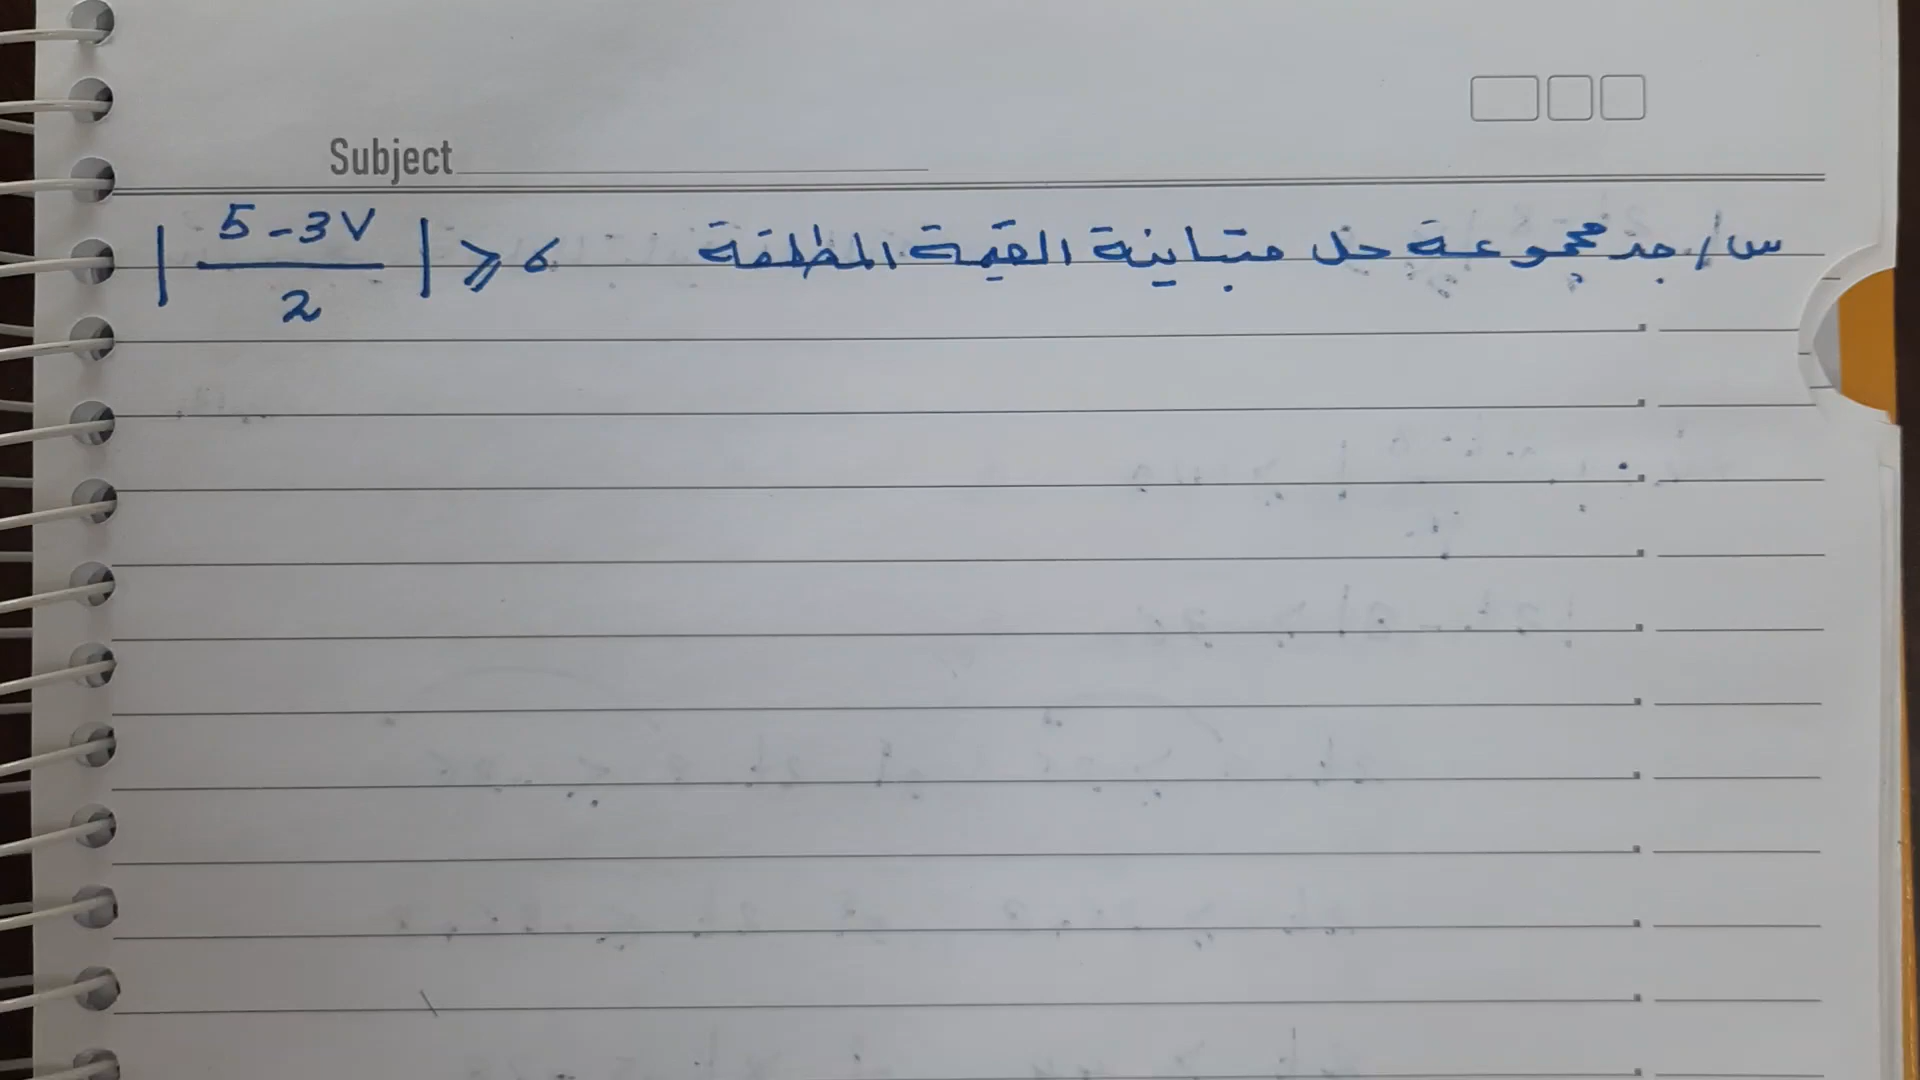 Subject
س/ جد مجموعة حل متباينة القيمة المطلقة |5-3V/2| ⩾ 6